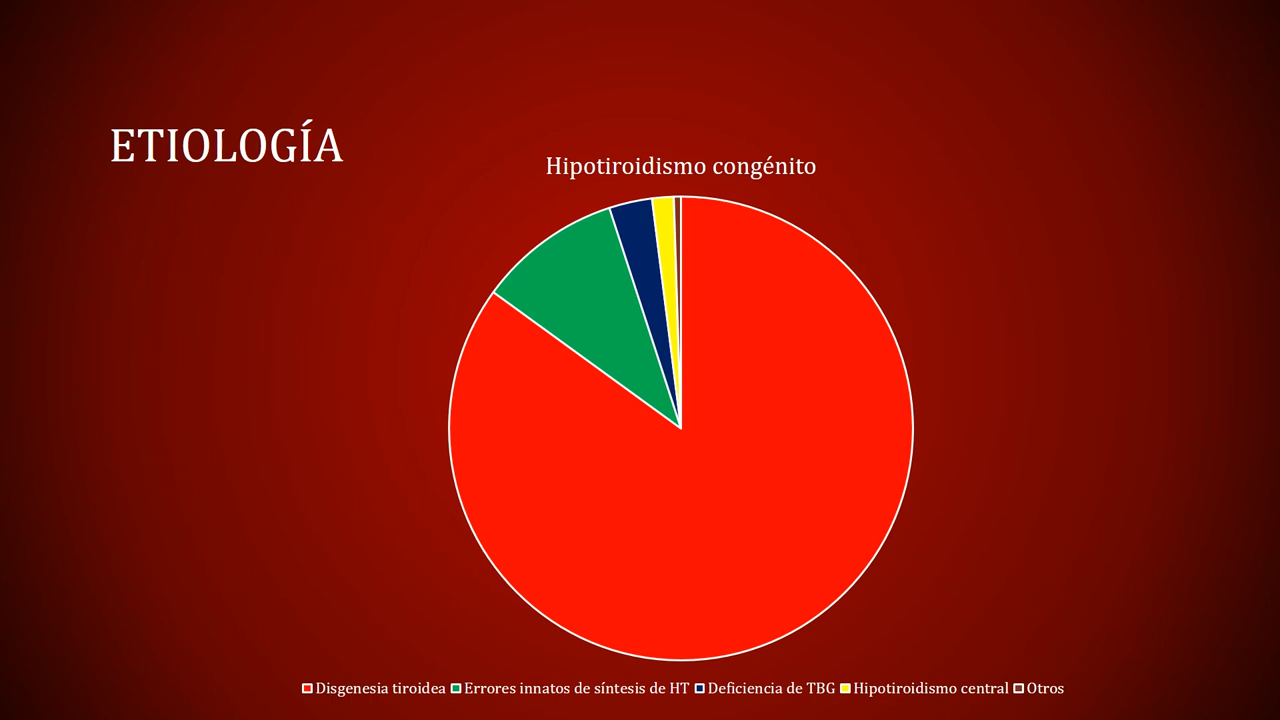 ETIOLOGÍA
Hipotiroidismo congénito
Disgenesia tiroidea Errores innatos de síntesis de HT Deficiencia de TBG Hipotiroidismo central Otros